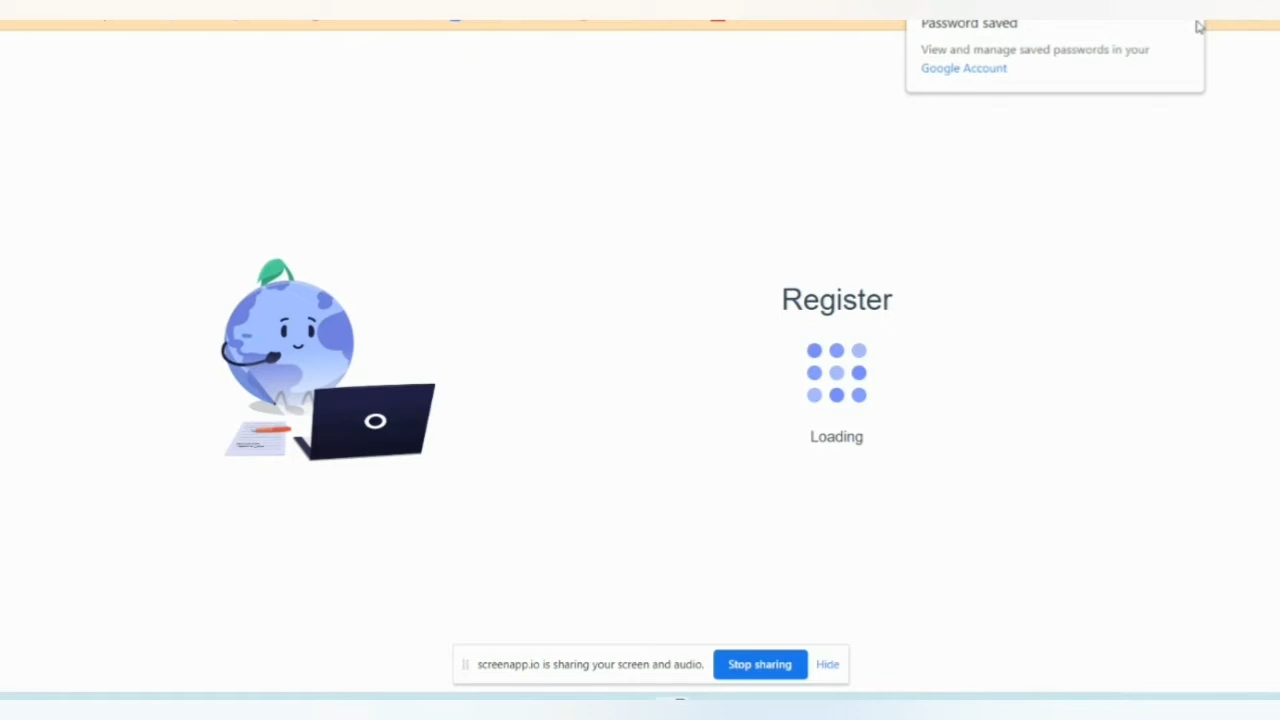 Password saved
View and manage saved passwords in your
Google Account
Register
Loading
screenapp.io is sharing your screen and audio.
Stop sharing
Hide